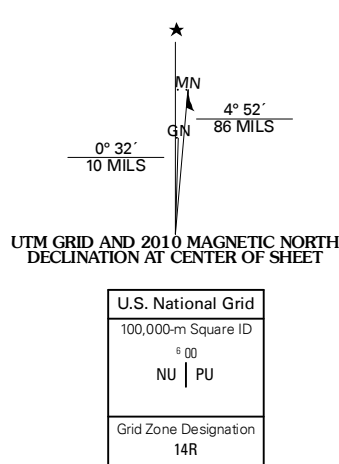 ★
MN
4° 52´
86 MILS
GN
0° 32´
10 MILS
UTM GRID AND 2010 MAGNETIC NORTH
DECLINATION AT CENTER OF SHEET
U.S. National Grid
100,000-m Square ID
6 00
NU PU
Grid Zone Designation
14R